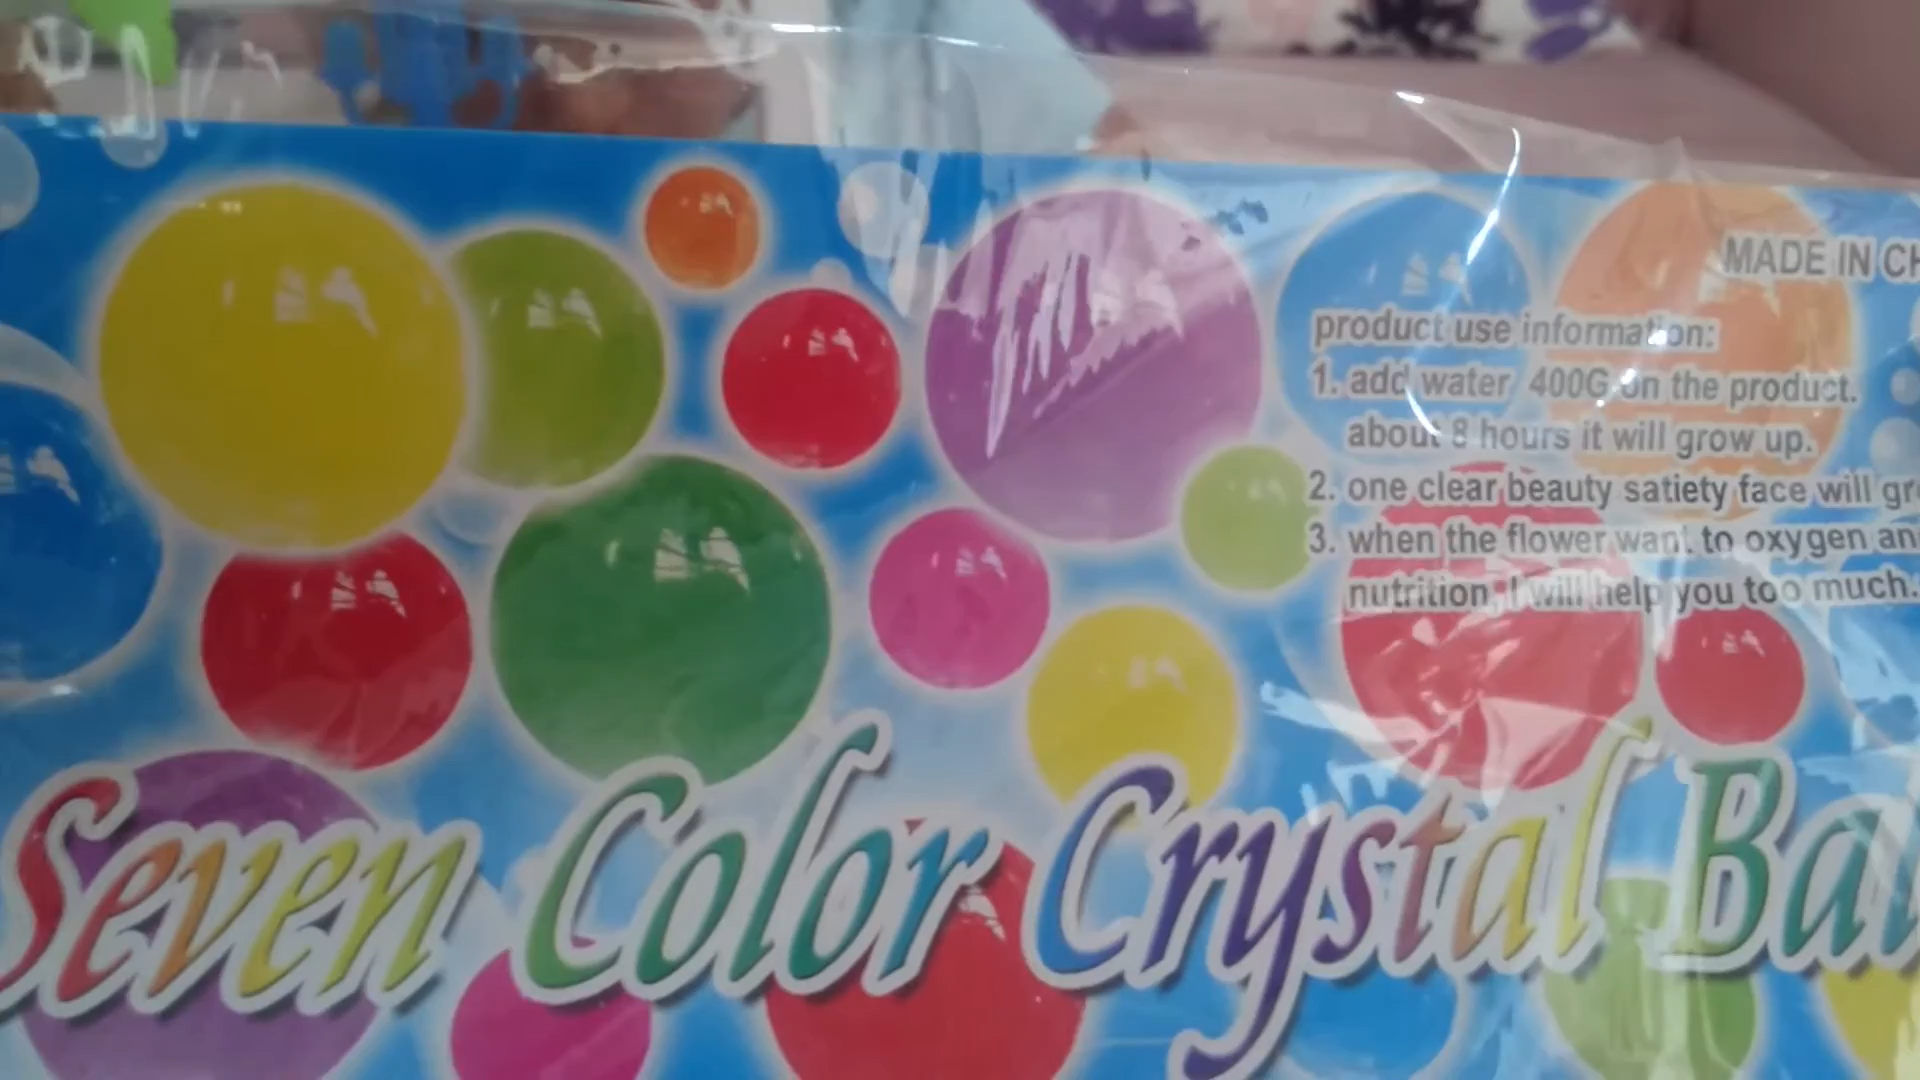 MADE IN CH
product use information:
1. add water 400G on the product.
about 8 hours it will grow up.
2. one clear beauty satiety face will gr
3. when the flower want to oxygen an
nutrition, I will help you too much.
Seven Color Crystal Bal